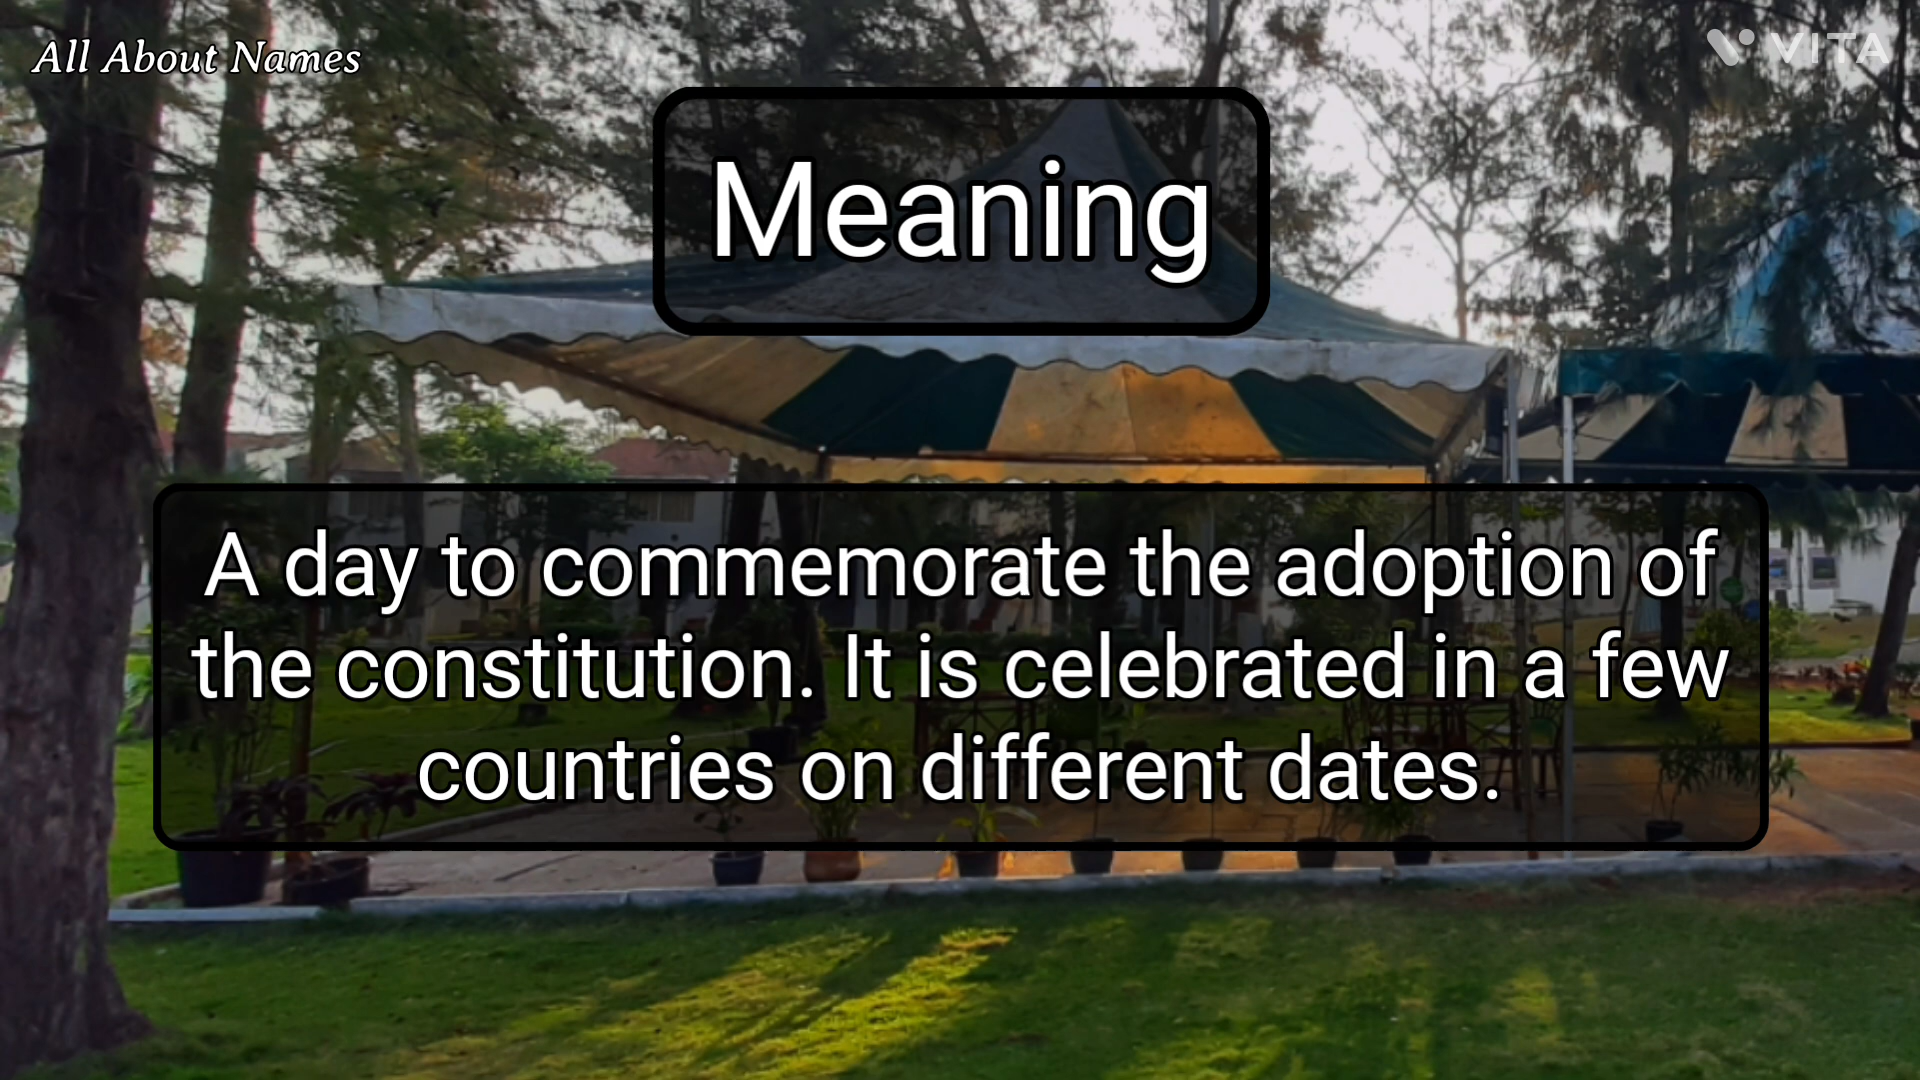 All About Names
VITA
Meaning
A day to commemorate the adoption of
the constitution. It is celebrated in a few
countries on different dates.